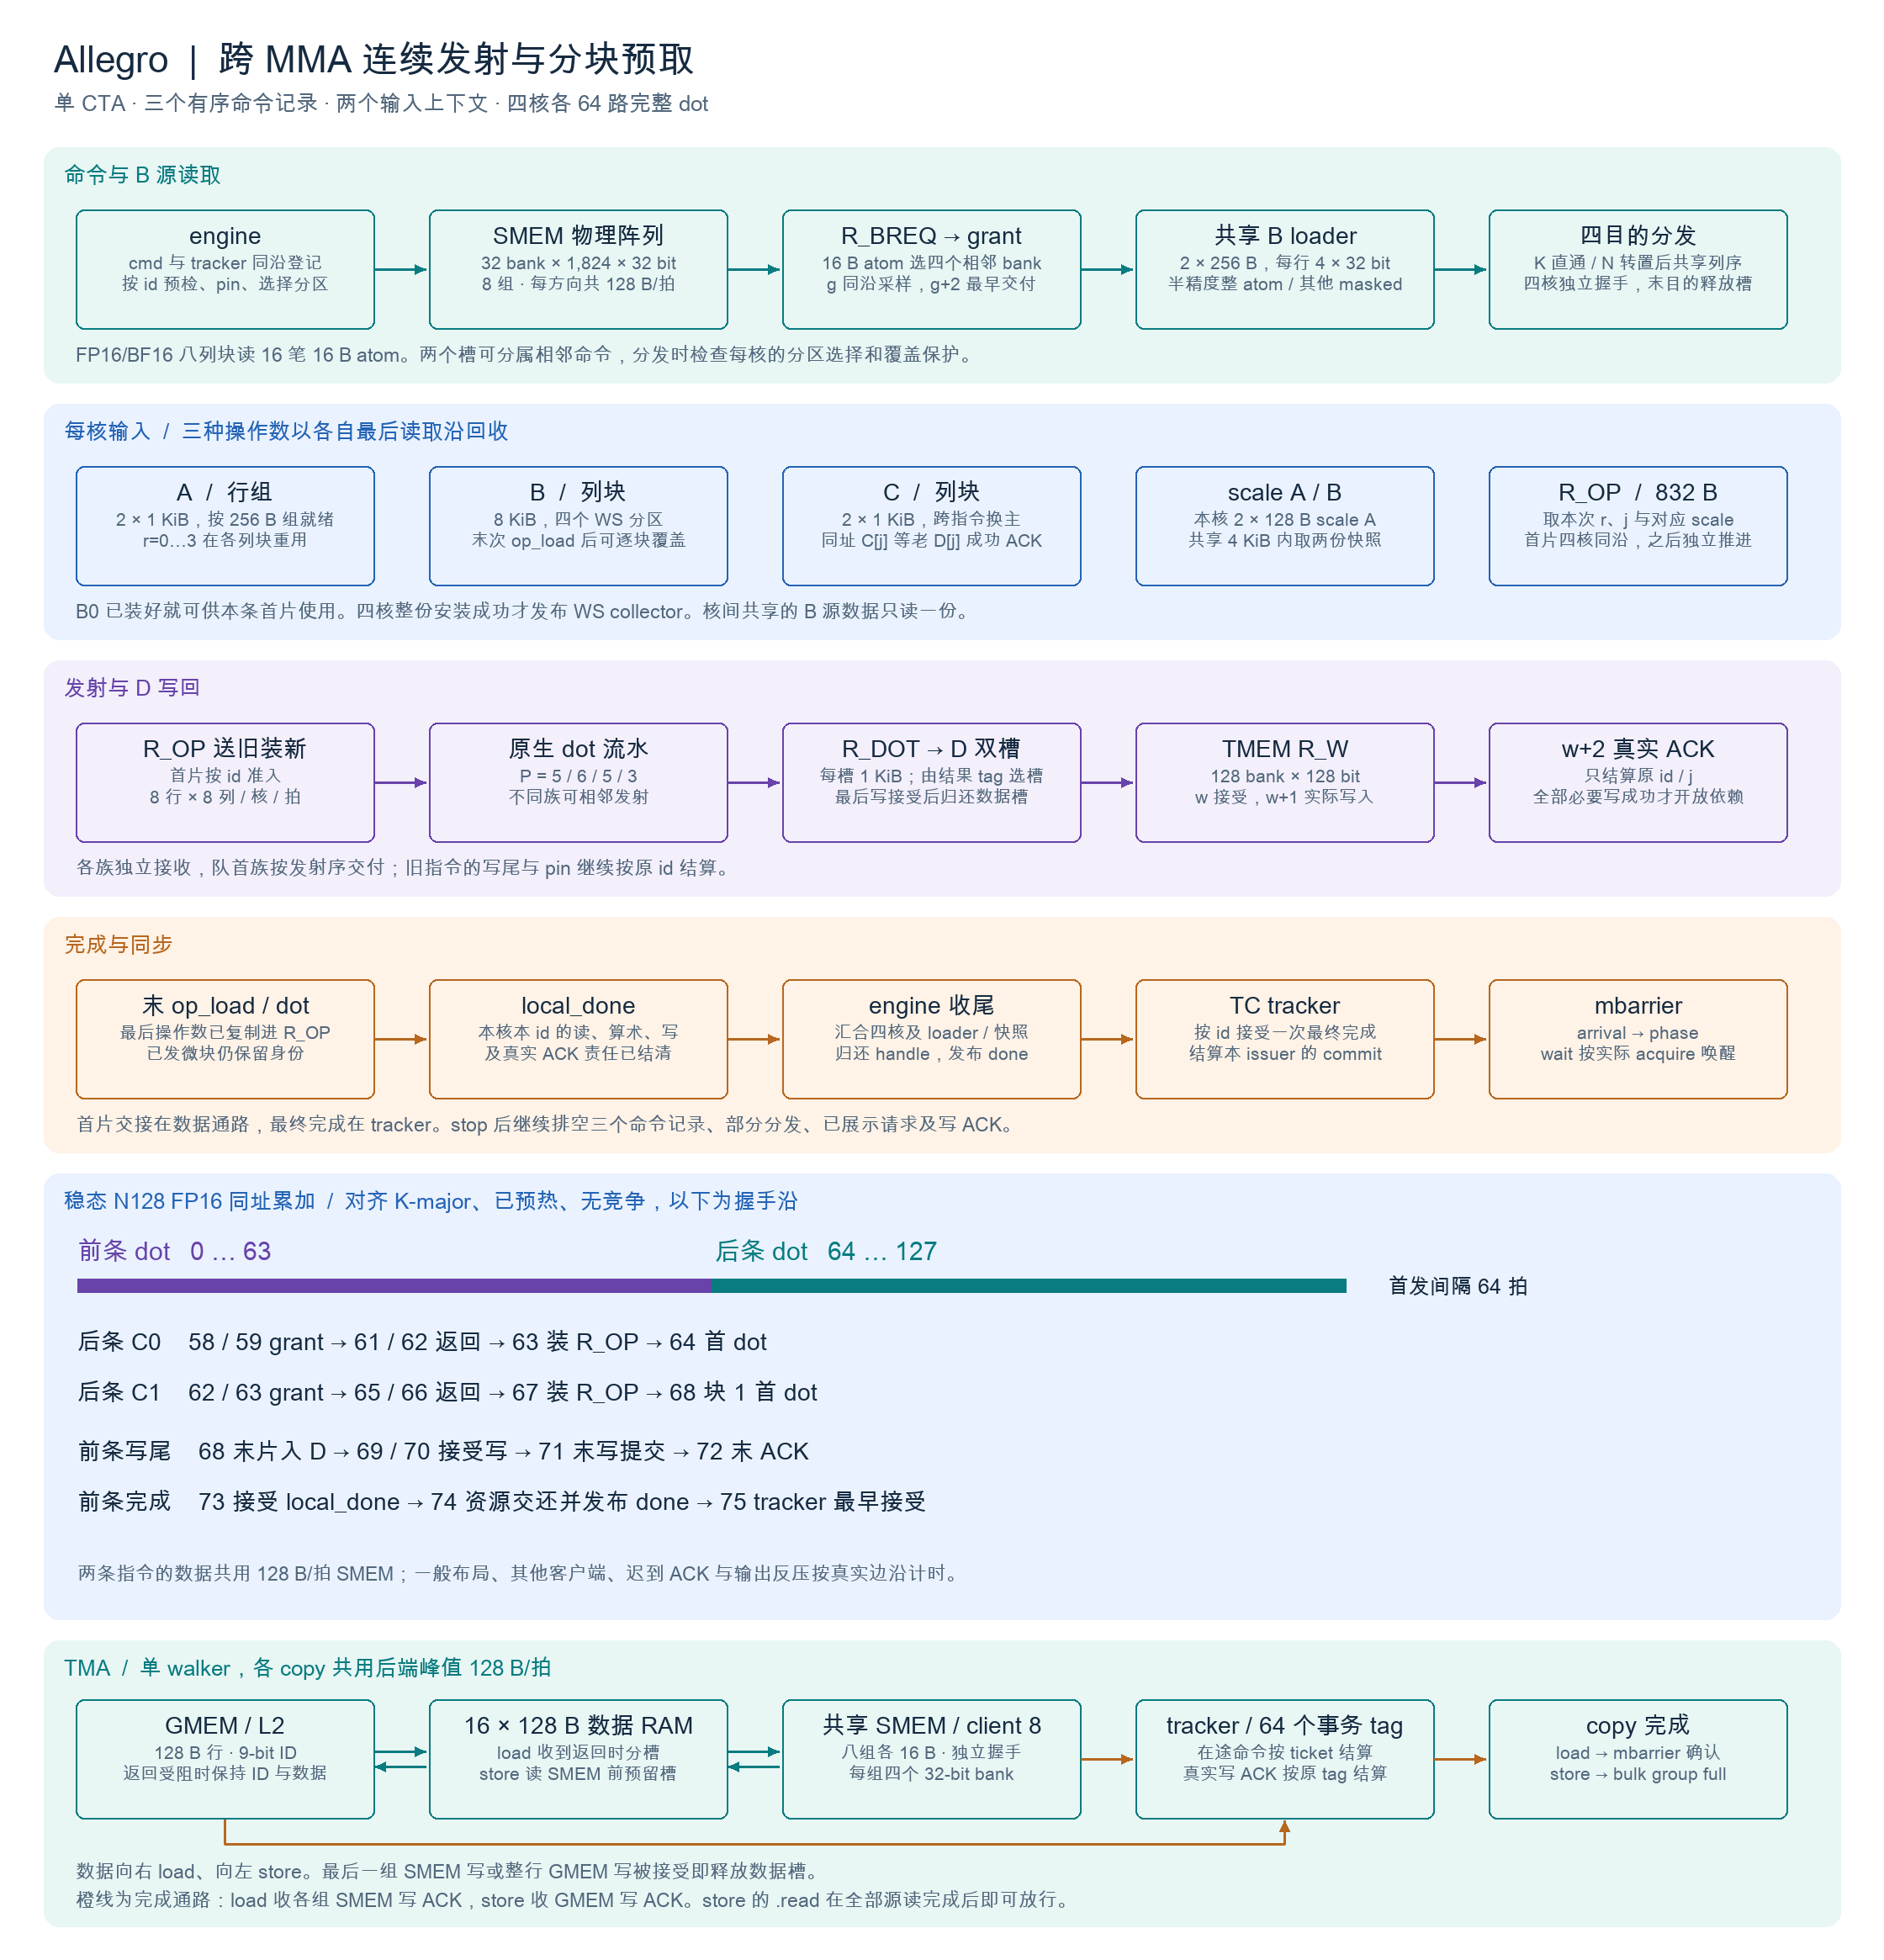 Allegro | 跨 MMA 连续发射与分块预取
单 CTA · 三个有序命令记录 · 两个输入上下文 · 四核各 64 路完整 dot
命令与 B 源读取
engine
cmd 与 tracker 同沿登记
按 id 预检、pin、选择分区
SMEM 物理阵列
32 bank × 1,824 × 32 bit
8 组 · 每方向共 128 B/拍
R_BREQ → grant
16 B atom 选四个相邻 bank
g 同沿采样，g+2 最早交付
共享 B loader
2 × 256 B，每行 4 × 32 bit
半精度整 atom / 其他 masked
四目的分发
K 直通 / N 转置后共享列序
四核独立握手，末目的释放槽
FP16/BF16 八列块读 16 笔 16 B atom。两个槽可分属相邻命令，分发时检查每核的分区选择和覆盖保护。
每核输入 / 三种操作数以各自最后读取沿回收
A / 行组
2 × 1 KiB，按 256 B 组就绪
r=0…3 在各列块重用
B / 列块
8 KiB，四个 WS 分区
末次 op_load 后可逐块覆盖
C / 列块
2 × 1 KiB，跨指令换主
同址 C[j] 等老 D[j] 成功 ACK
scale A / B
本核 2 × 128 B scale A
共享 4 KiB 内取两份快照
R_OP / 832 B
取本次 r、j 与对应 scale
首片四核同沿，之后独立推进
B0 已装好就可供本条首片使用。四核整份安装成功才发布 WS collector。核间共享的 B 源数据只读一份。
发射与 D 写回
R_OP 送旧装新
首片按 id 准入
8 行 × 8 列 / 核 / 拍
原生 dot 流水
P = 5 / 6 / 5 / 3
不同族可相邻发射
R_DOT → D 双槽
每槽 1 KiB；由结果 tag 选槽
最后写接受后归还数据槽
TMEM R_W
128 bank × 128 bit
w 接受，w+1 实际写入
w+2 真实 ACK
只结算原 id / j
全部必要写成功才开放依赖
各族独立接收，队首族按发射序交付；旧指令的写尾与 pin 继续按原 id 结算。
完成与同步
末 op_load / dot
最后操作数已复制进 R_OP
已发微块仍保留身份
local_done
本核本 id 的读、算术、写
及真实 ACK 责任已结清
engine 收尾
汇合四核及 loader / 快照
归还 handle，发布 done
TC tracker
按 id 接受一次最终完成
结算本 issuer 的 commit
mbarrier
arrival → phase
wait 按实际 acquire 唤醒
首片交接在数据通路，最终完成在 tracker。stop 后继续排空三个命令记录、部分分发、已展示请求及写 ACK。
稳态 N128 FP16 同址累加 / 对齐 K-major、已预热、无竞争，以下为握手沿
前条 dot 0 … 63
后条 dot 64 … 127
首发间隔 64 拍
后条 C0 58 / 59 grant → 61 / 62 返回 → 63 装 R_OP → 64 首 dot
后条 C1 62 / 63 grant → 65 / 66 返回 → 67 装 R_OP → 68 块 1 首 dot
前条写尾 68 末片入 D → 69 / 70 接受写 → 71 末写提交 → 72 末 ACK
前条完成 73 接受 local_done → 74 资源交还并发布 done → 75 tracker 最早接受
两条指令的数据共用 128 B/拍 SMEM；一般布局、其他客户端、迟到 ACK 与输出反压按真实边沿计时。
TMA / 单 walker，各 copy 共用后端峰值 128 B/拍
GMEM / L2
128 B 行 · 9-bit ID
返回受阻时保持 ID 与数据
16 × 128 B 数据 RAM
load 收到返回时分槽
store 读 SMEM 前预留槽
共享 SMEM / client 8
八组各 16 B · 独立握手
每组四个 32-bit bank
tracker / 64 个事务 tag
在途命令按 ticket 结算
真实写 ACK 按原 tag 结算
copy 完成
load → mbarrier 确认
store → bulk group full
数据向右 load、向左 store。最后一组 SMEM 写或整行 GMEM 写被接受即释放数据槽。
橙线为完成通路：load 收各组 SMEM 写 ACK，store 收 GMEM 写 ACK。store 的 .read 在全部源读完成后即可放行。